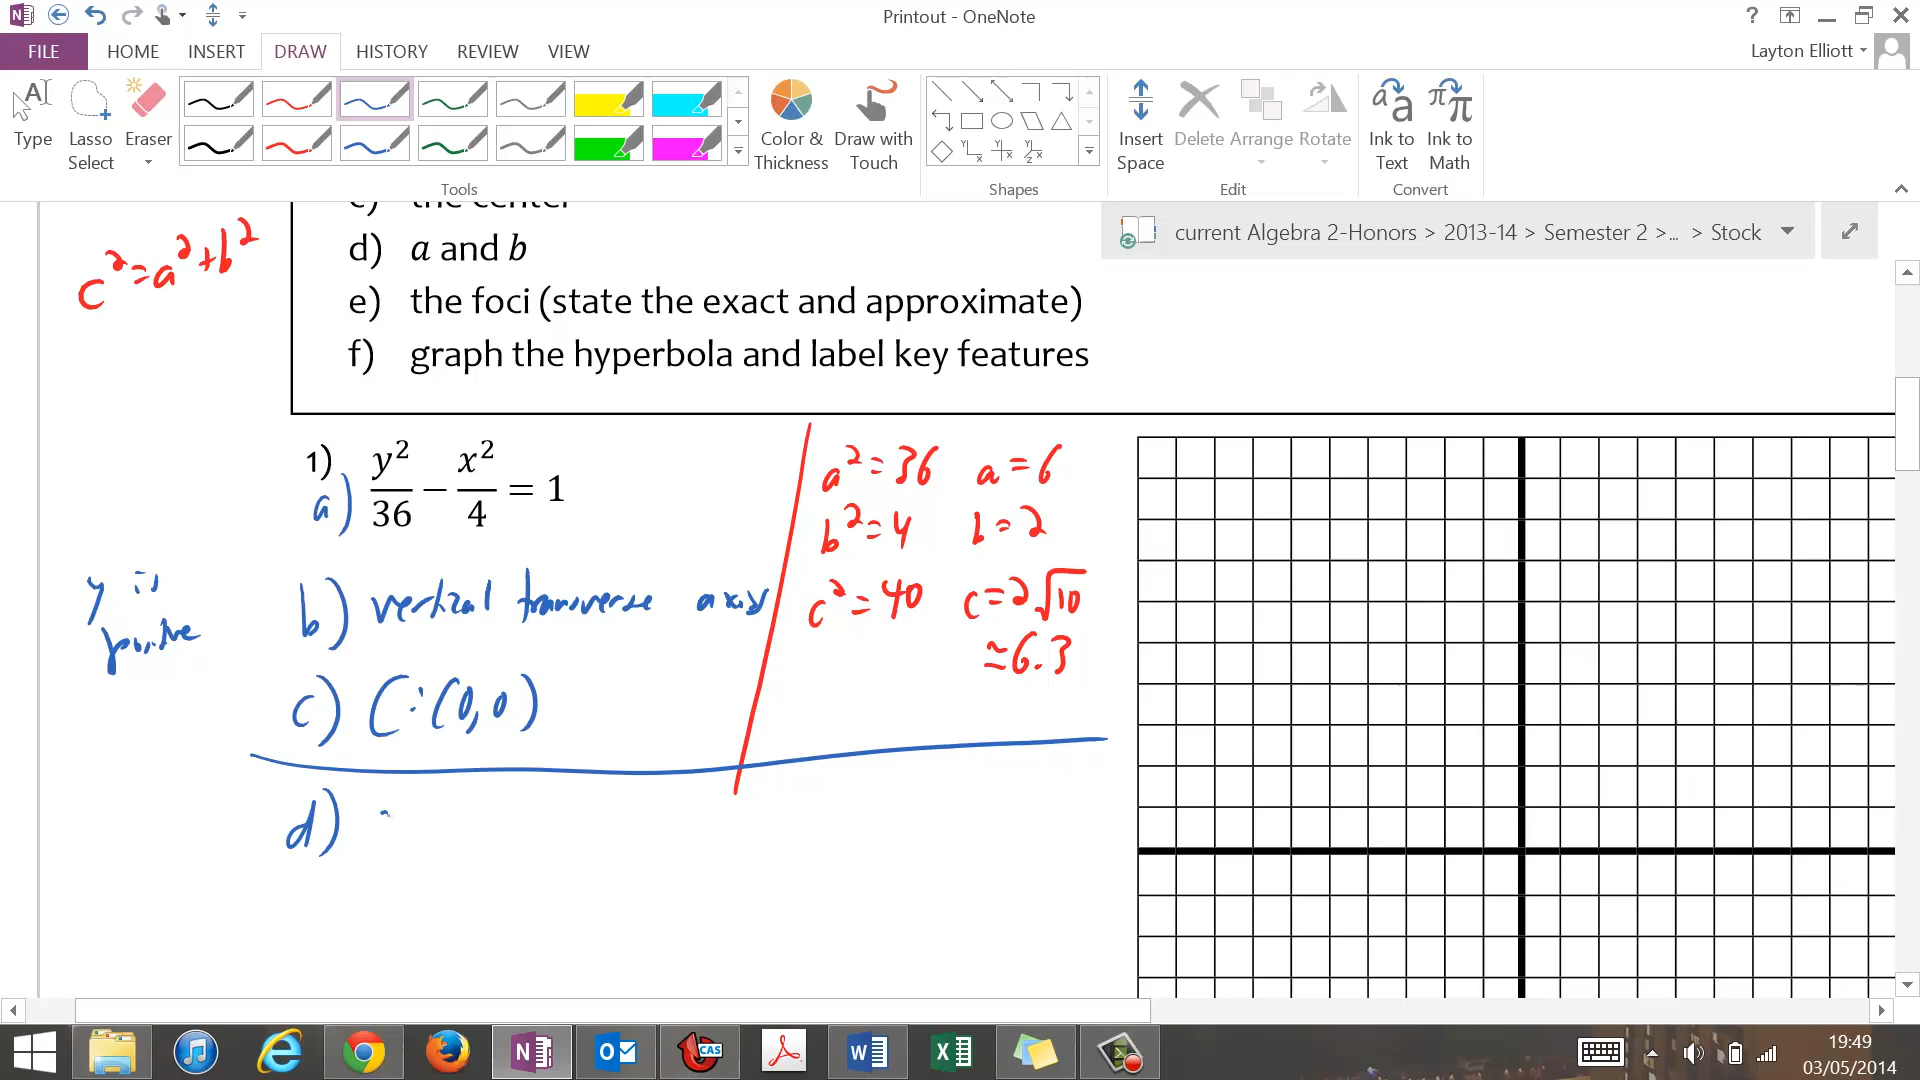 Printout - OneNote
?
FILE HOME INSERT DRAW HISTORY REVIEW VIEW
Layton Elliott
Type
Lasso Select
Eraser
Color & Thickness
Draw with Touch
Insert Space
Delete
Arrange
Rotate
Ink to Text
Ink to Math
Tools
Shapes
Edit
Convert
current Algebra 2-Honors > 2013-14 > Semester 2 >... > Stock
c² = a² + b²
c) the center
d) a and b
e) the foci (state the exact and approximate)
f) graph the hyperbola and label key features
1) y²/36 − x²/4 = 1
a)
y is
positive
b) vertical transverse axis
c) C:(0,0)
d)
a² = 36 a = 6
b² = 4 b = 2
c² = 40 c = 2√10
≈ 6.3
CAS
19:49
03/05/2014